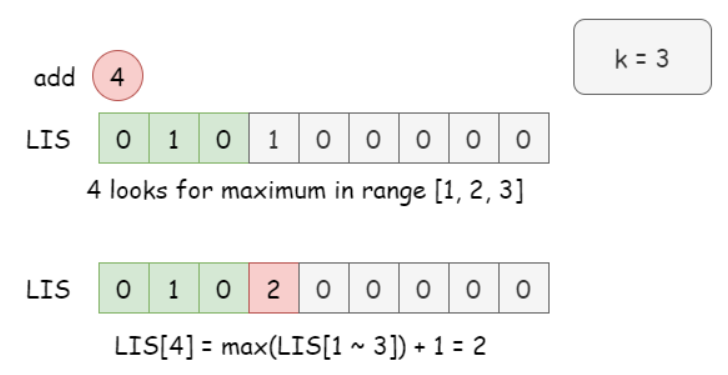 k = 3
add 4
LIS 0 1 0 1 0 0 0 0 0
4 looks for maximum in range [1, 2, 3]
LIS 0 1 0 2 0 0 0 0 0
LIS[4] = max(LIS[1 ~ 3]) + 1 = 2